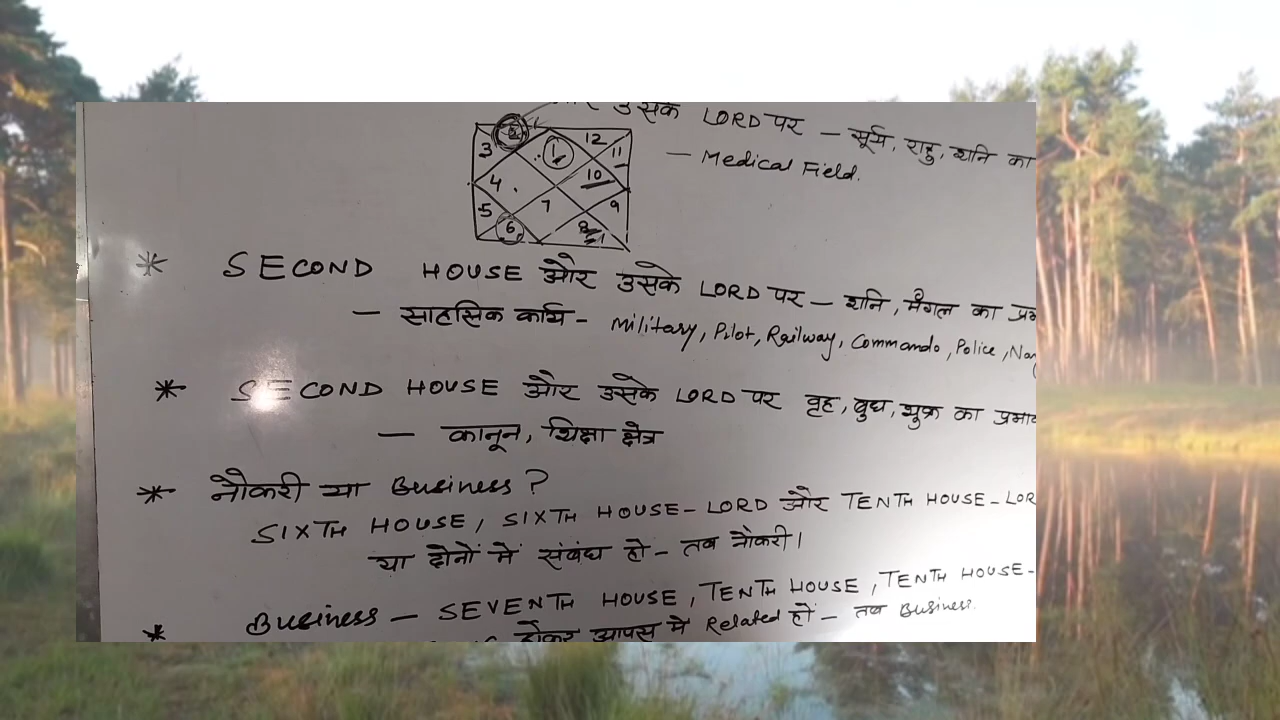 उसके LORD पर – सूर्य, राहु, शनि का
– Medical Field.
3 2 1 12 11
4 10
5 6 7 8 9
* SECOND HOUSE और उसके LORD पर – शनि, मंगल का
– साहसिक कार्य – Military, Pilot, Railway, Commando, Police,
* SECOND HOUSE और उसके LORD पर वृह, बुध, शुक्र का
– कानून, शिक्षा क्षेत्र
* नौकरी या Business?
SIXTH HOUSE, SIXTH HOUSE-LORD और TENTH HOUSE-LOR
या दोनों में संबंध हो – तब नौकरी।
* Business – SEVENTH HOUSE, TENTH HOUSE, TENTH HOUSE-
होकर आपस में Related हों – तब Business.